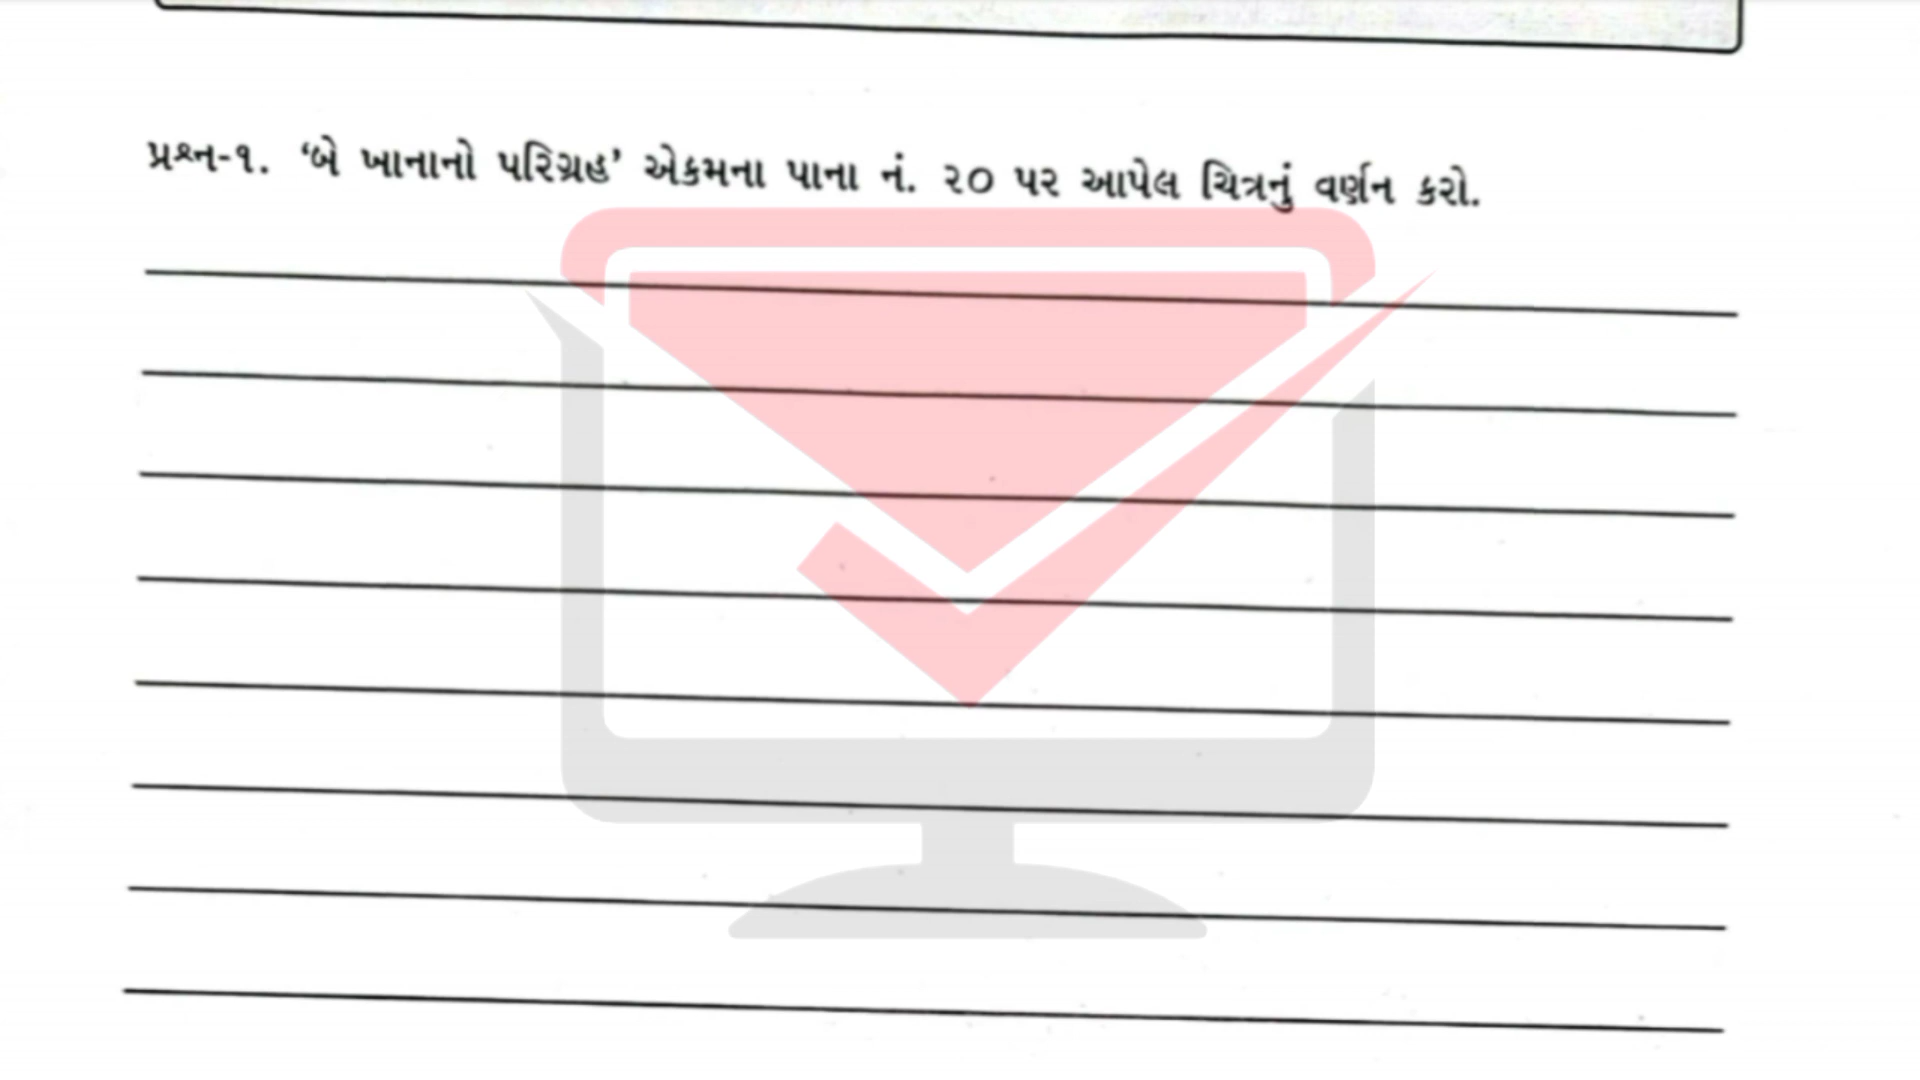 પ્રશ્ન-૧. ‘બે ખાનાનો પરિગ્રહ’ એકમના પાના નં. ૨૦ પર આપેલ ચિત્રનું વર્ણન કરો.